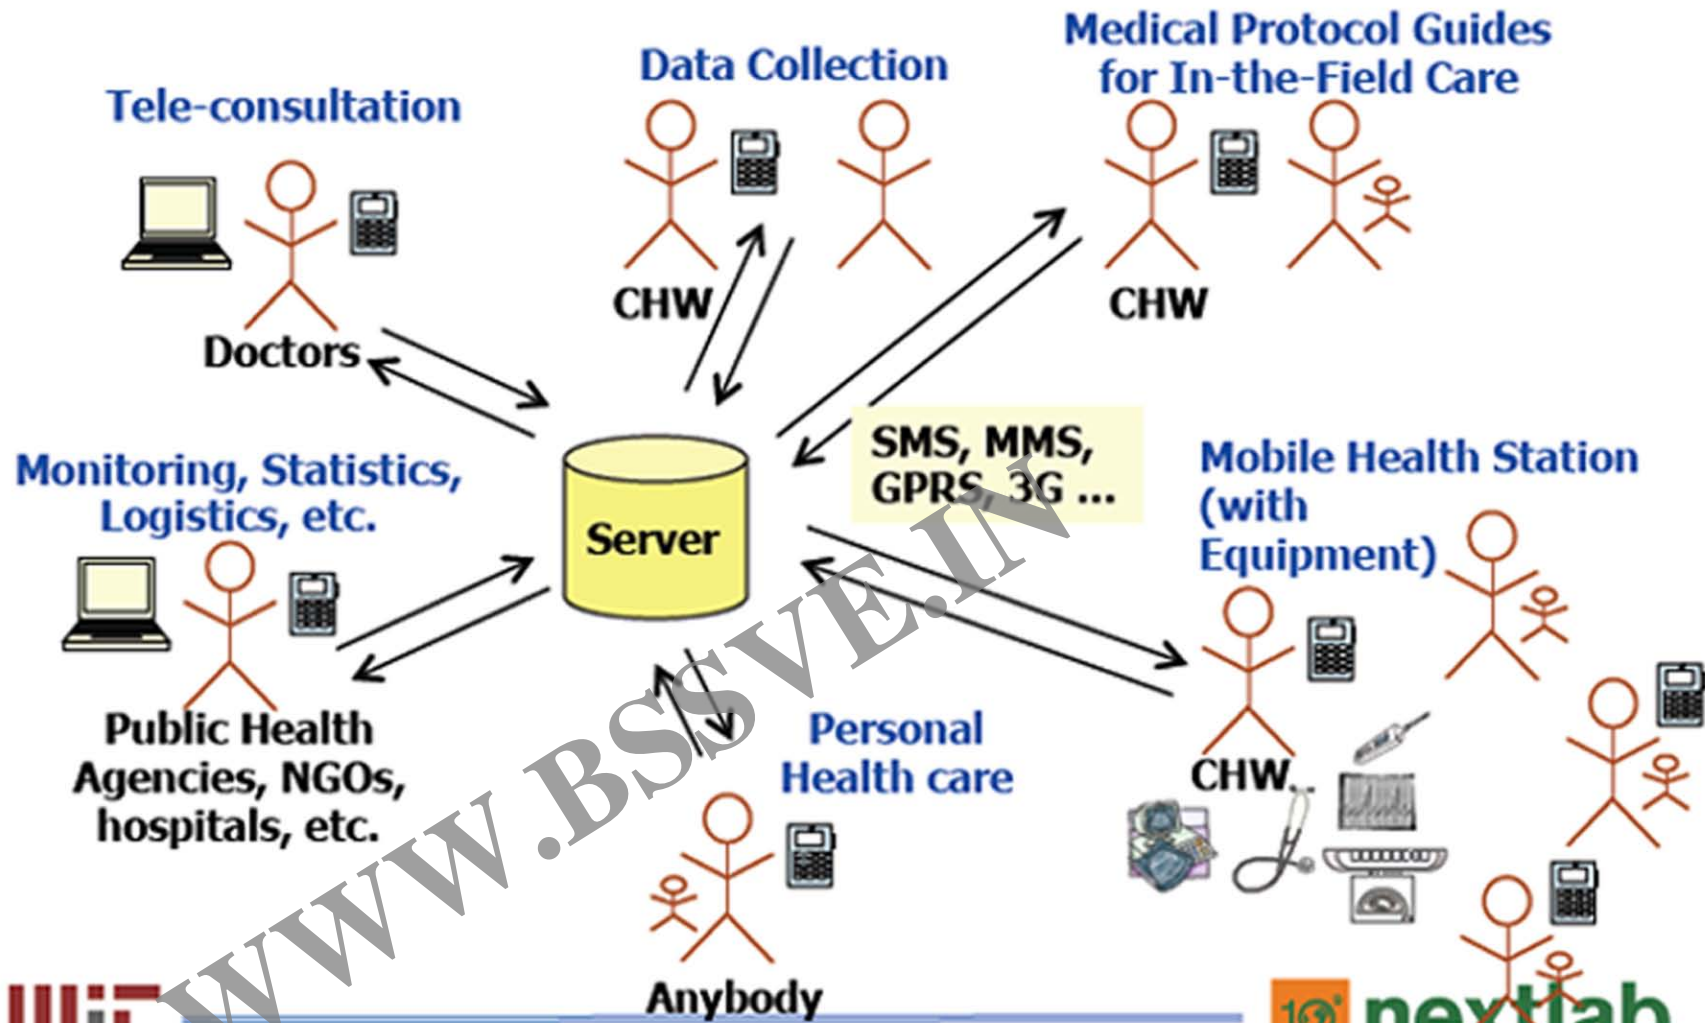 Tele-consultation
Doctors
Data Collection
CHW
Medical Protocol Guides
for In-the-Field Care
CHW
Monitoring, Statistics,
Logistics, etc.
Public Health
Agencies, NGOs,
hospitals, etc.
Server
SMS, MMS,
GPRS, 3G ...
Mobile Health Station
(with
Equipment)
CHW
Personal
Health care
Anybody
WWW.BSSVE.IN
nextlab